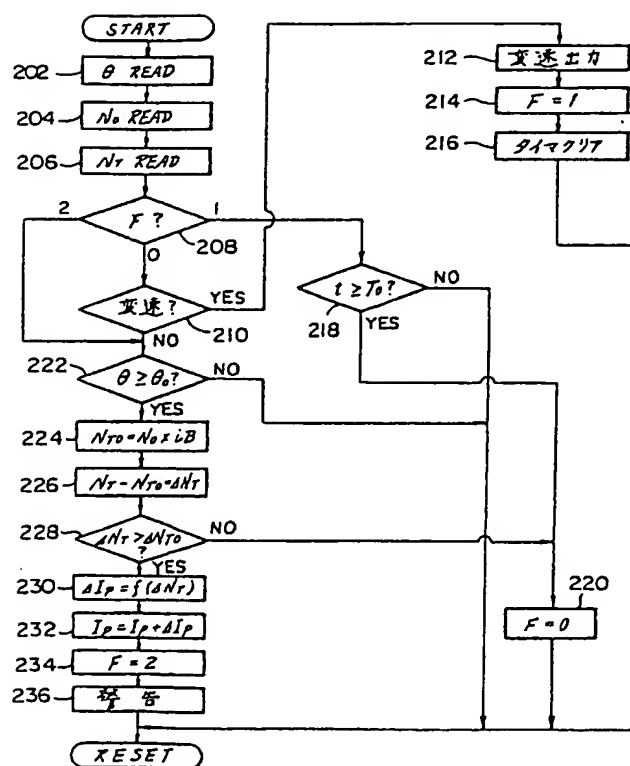 START
202 θ READ
204 No READ
206 NT READ
2 F ? 1
208
0
変速? YES
210
NO
222 θ ≥ θo? NO
YES
224 NTO=No×iB
226 NT-NTO=ΔNT
228 ΔNT>ΔNTO ? NO
YES
230 ΔIP=f(ΔNT)
232 IP=IP+ΔIP
234 F=2
236 警告
RESET
212 変速出力
214 F=1
216 タイマクリア
t ≥ To? NO
218 YES
220
F=0